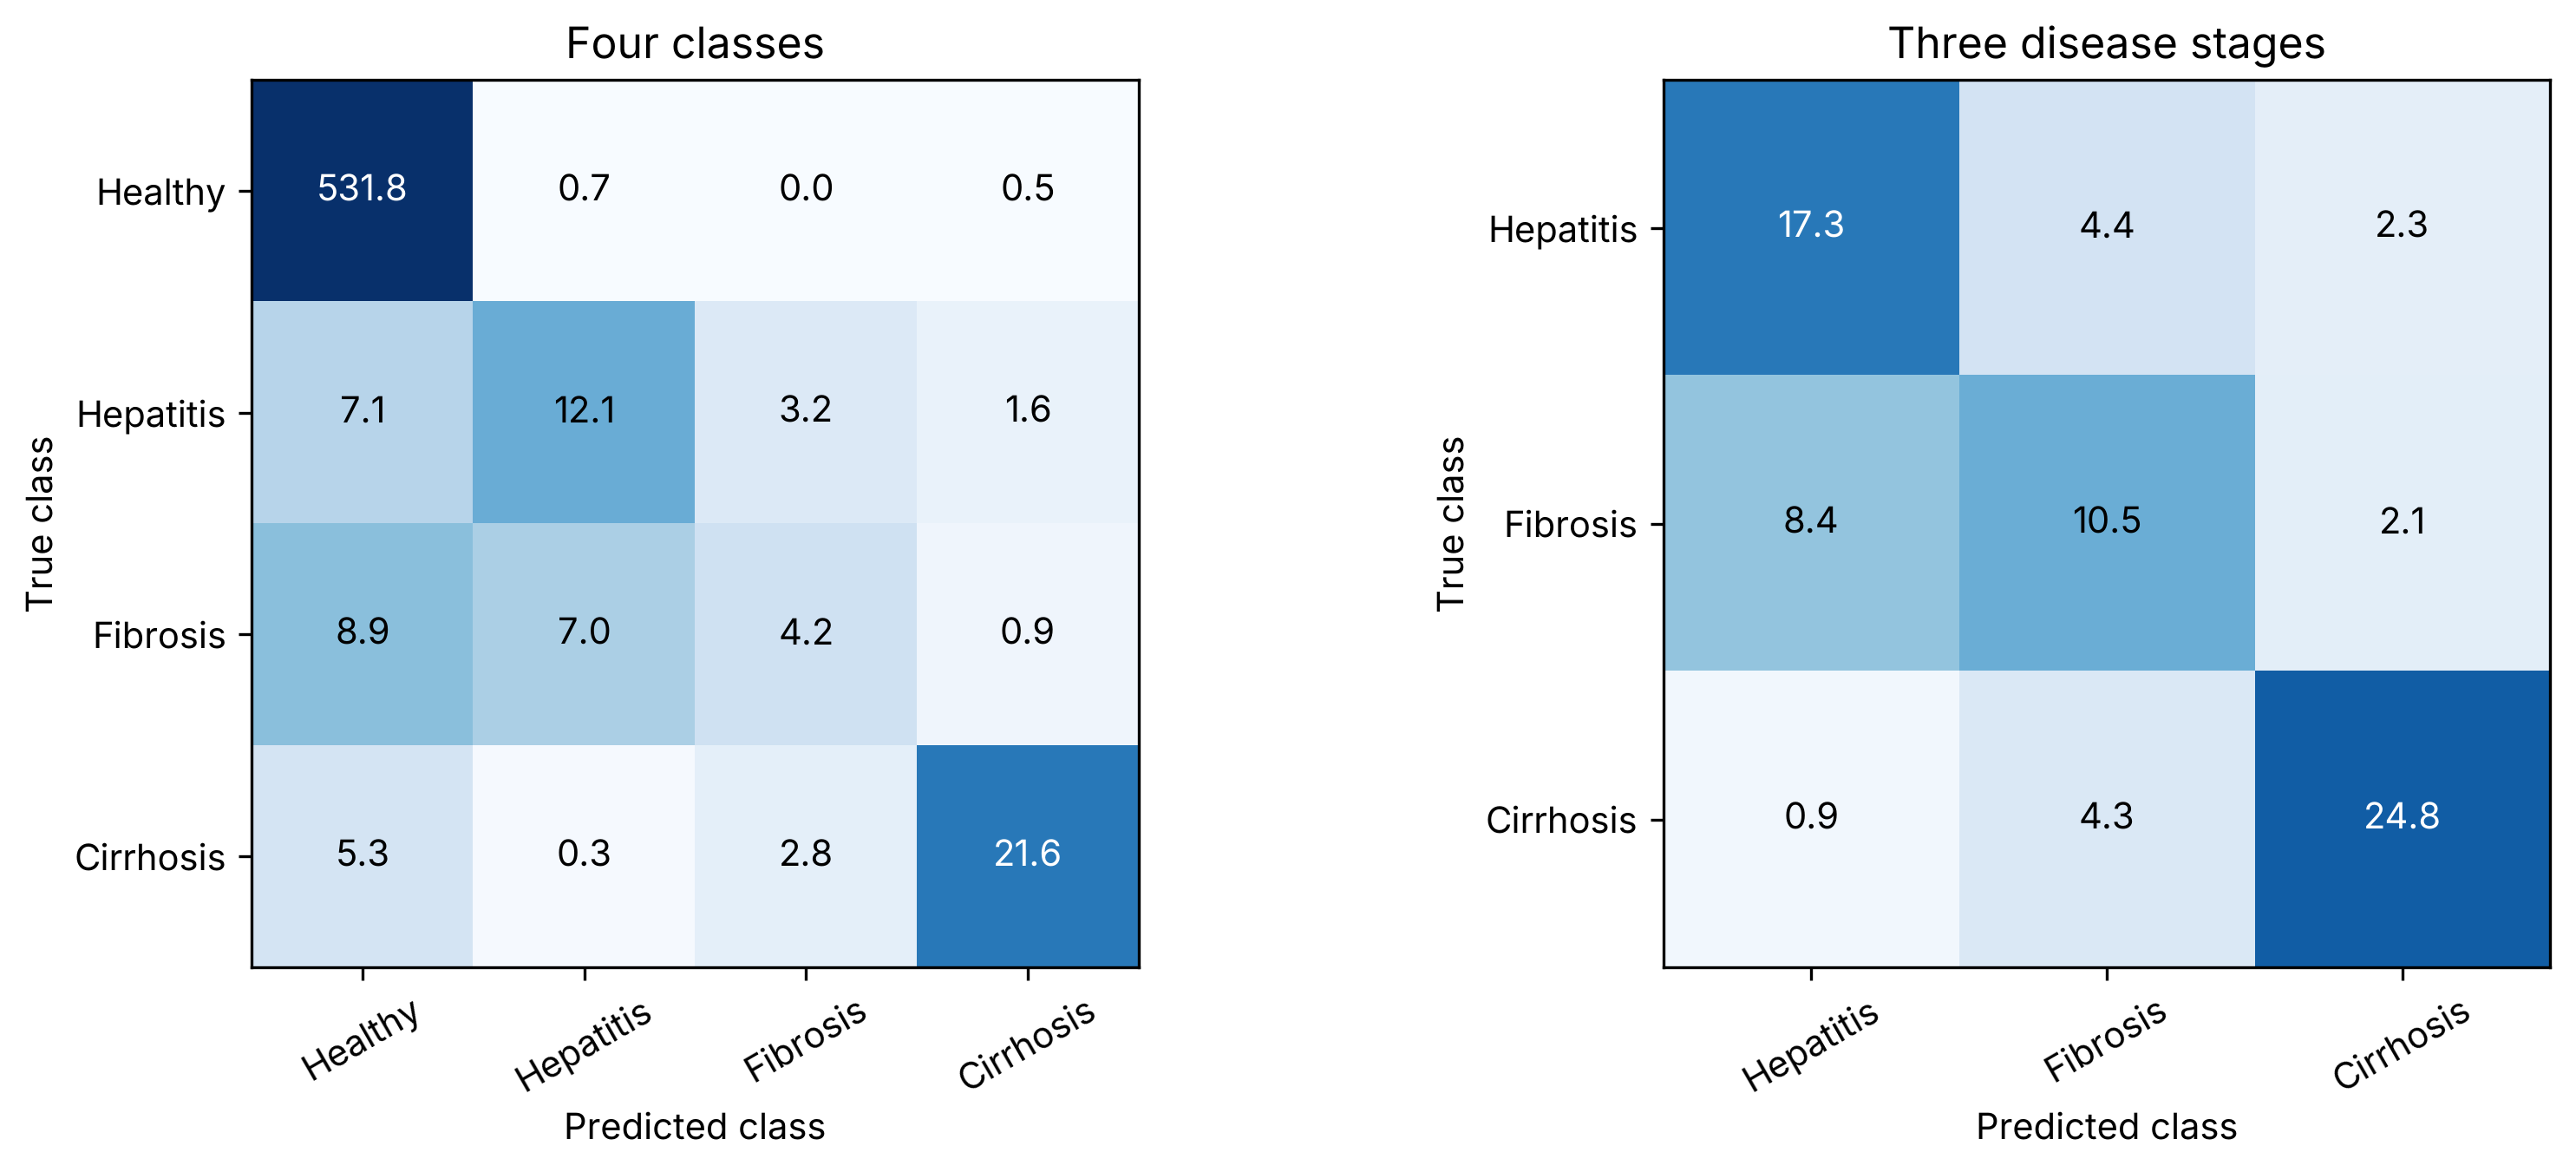 Four classes
True class
Healthy 531.8 0.7 0.0 0.5
Hepatitis 7.1 12.1 3.2 1.6
Fibrosis 8.9 7.0 4.2 0.9
Cirrhosis 5.3 0.3 2.8 21.6
Healthy Hepatitis Fibrosis Cirrhosis
Predicted class
Three disease stages
True class
Hepatitis 17.3 4.4 2.3
Fibrosis 8.4 10.5 2.1
Cirrhosis 0.9 4.3 24.8
Hepatitis Fibrosis Cirrhosis
Predicted class